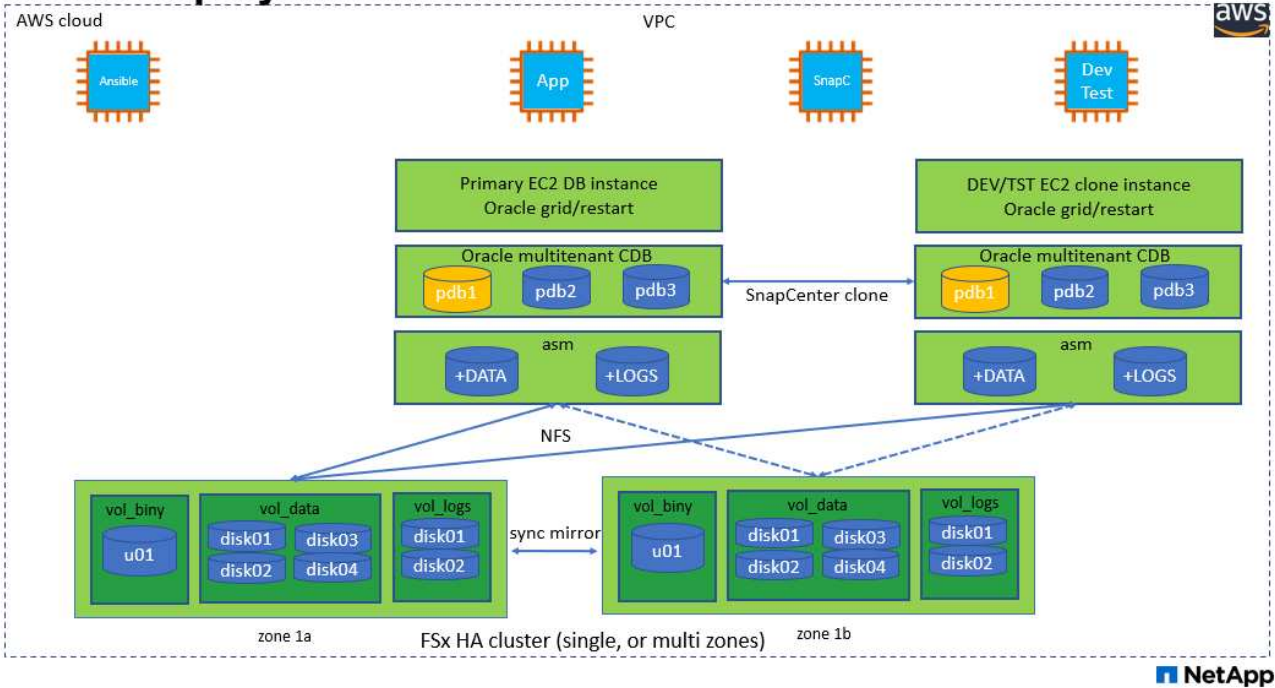 AWS cloud
VPC
aws
Ansible
App
SnapC
Dev
Test
Primary EC2 DB instance
Oracle grid/restart
DEV/TST EC2 clone instance
Oracle grid/restart
Oracle multitenant CDB
pdb1
pdb2
pdb3
SnapCenter clone
Oracle multitenant CDB
pdb1
pdb2
pdb3
asm
+DATA
+LOGS
asm
+DATA
+LOGS
NFS
vol_biny
u01
vol_data
disk01
disk03
disk02
disk04
vol_logs
disk01
disk02
sync mirror
vol_biny
u01
vol_data
disk01
disk03
disk02
disk04
vol_logs
disk01
disk02
zone 1a
FSx HA cluster (single, or multi zones)
zone 1b
NetApp